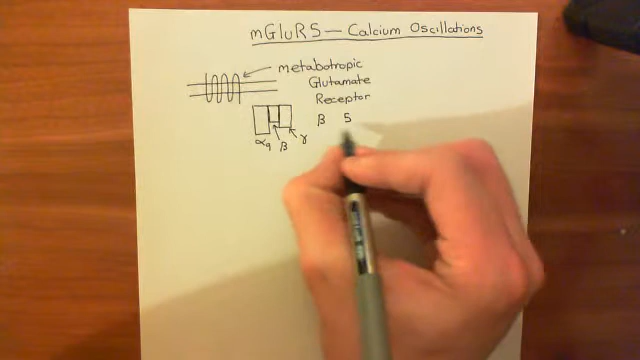 mGluR5 — Calcium Oscillations
metabotropic
Glutamate
Receptor
β 5
αq β γ